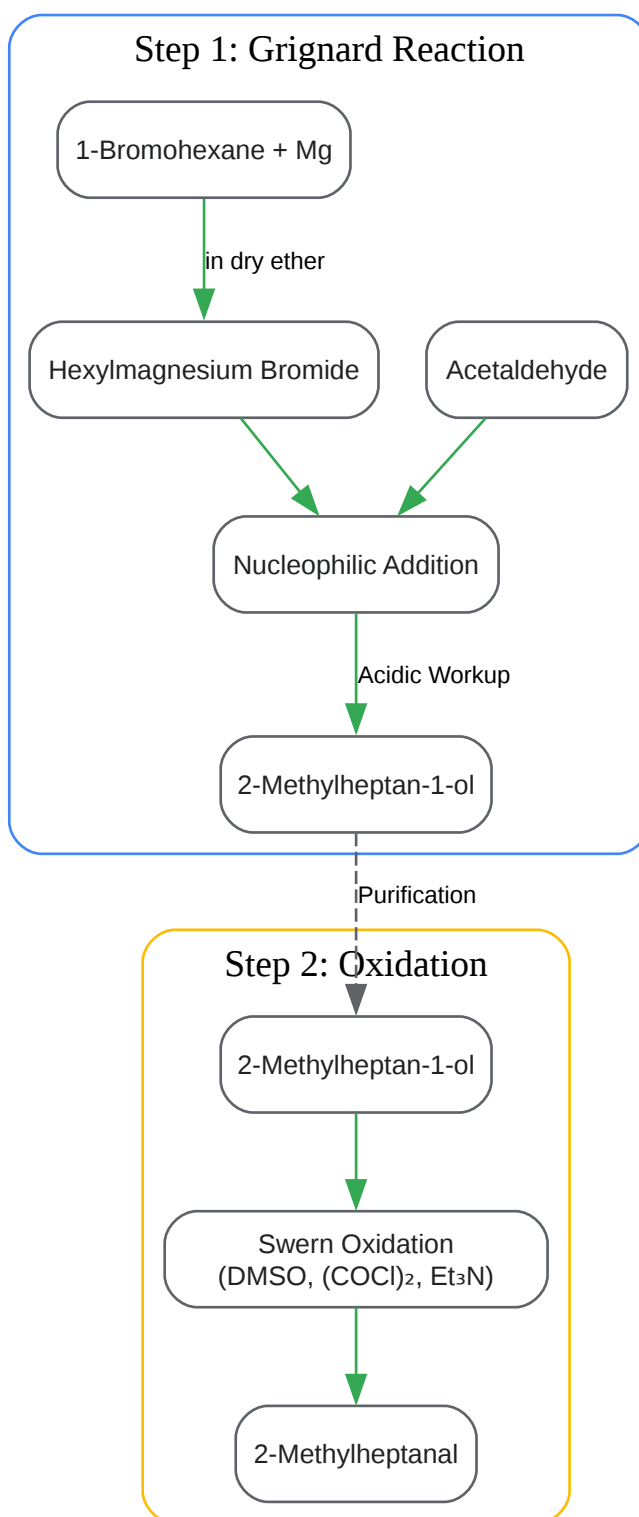 Step 1: Grignard Reaction
1-Bromohexane + Mg
in dry ether
Hexylmagnesium Bromide
Acetaldehyde
Nucleophilic Addition
Acidic Workup
2-Methylheptan-1-ol
Purification
Step 2: Oxidation
2-Methylheptan-1-ol
Swern Oxidation
(DMSO, (COCl)₂, Et₃N)
2-Methylheptanal